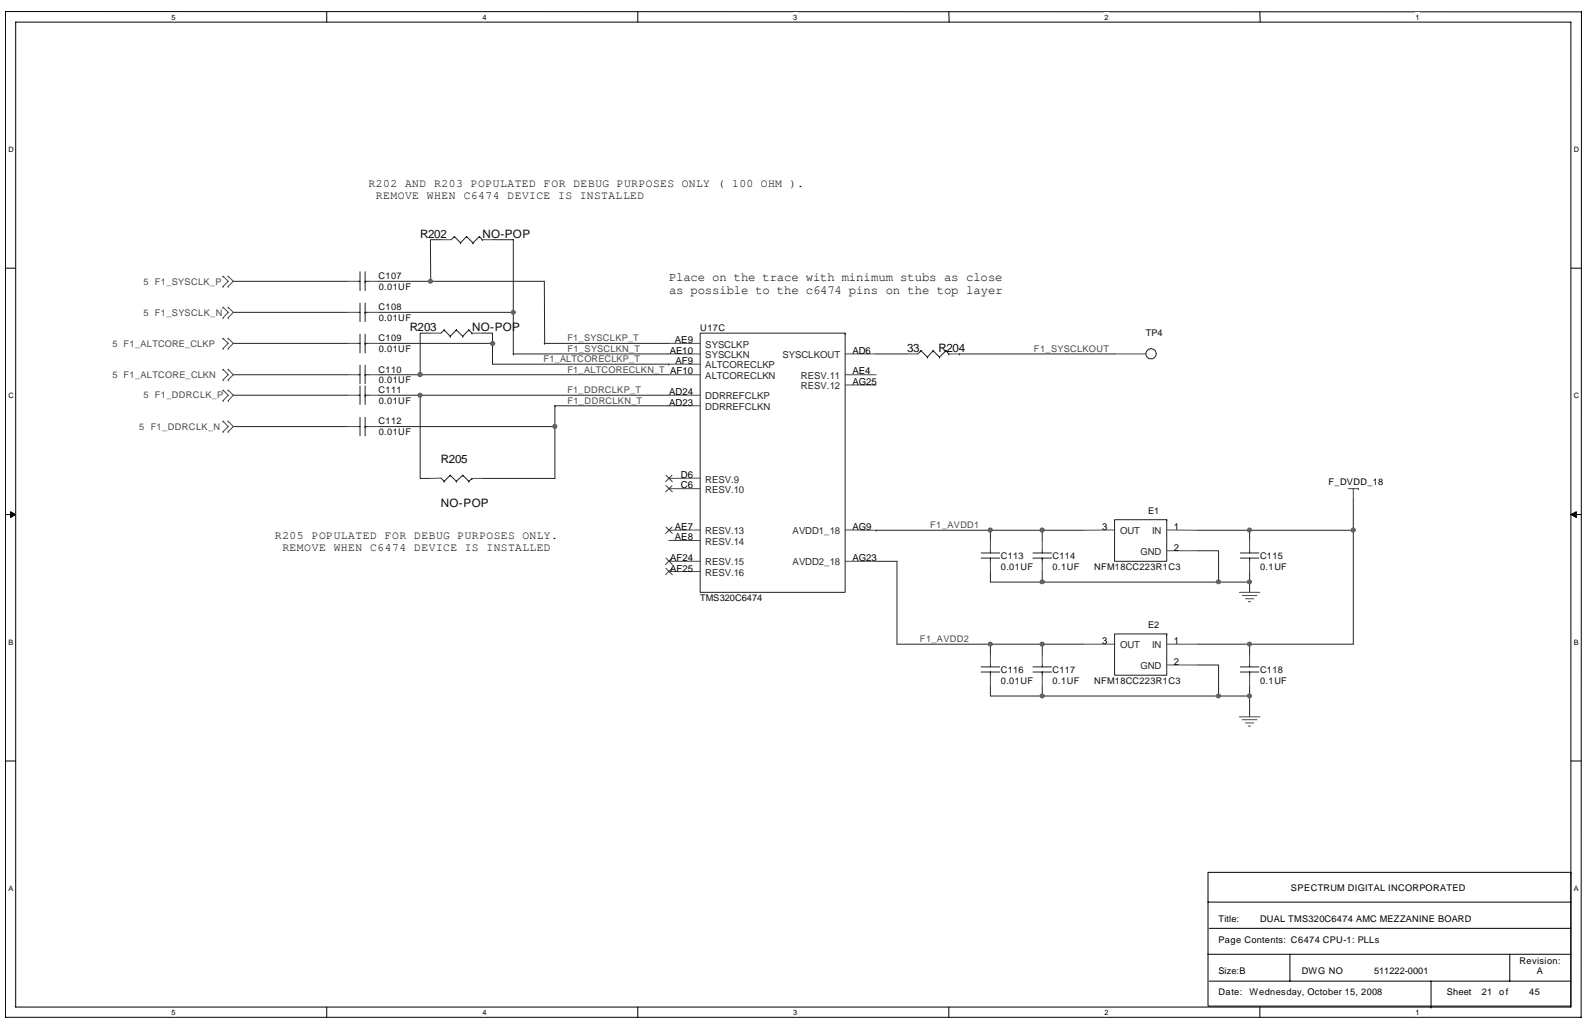 5 4 3 2 1
D D
R202 AND R203 POPULATED FOR DEBUG PURPOSES ONLY ( 100 OHM ).
REMOVE WHEN C6474 DEVICE IS INSTALLED
R202 NO-POP
5 F1_SYSCLK_P
C107
0.01UF
Place on the trace with minimum stubs as close
as possible to the c6474 pins on the top layer
5 F1_SYSCLK_N
C108
0.01UF
R203 NO-POP
5 F1_ALTCORE_CLKP
C109
0.01UF
5 F1_ALTCORE_CLKN
C110
0.01UF
5 F1_DDRCLK_P
C111
0.01UF
5 F1_DDRCLK_N
C112
0.01UF
R205
NO-POP
R205 POPULATED FOR DEBUG PURPOSES ONLY.
REMOVE WHEN C6474 DEVICE IS INSTALLED
U17C
F1_SYSCLKP_T AE9 SYSCLKP
F1_SYSCLKN_T AE10 SYSCLKN
F1_ALTCORECLKP_T AF9 ALTCORECLKP
F1_ALTCORECLKN_T AF10 ALTCORECLKN
F1_DDRCLKP_T AD24 DDRREFCLKP
F1_DDRCLKN_T AD23 DDRREFCLKN
D6 RESV.9
C6 RESV.10
AE7 RESV.13
AE8 RESV.14
AF24 RESV.15
AF25 RESV.16
TMS320C6474
SYSCLKOUT AD6 33 R204 F1_SYSCLKOUT TP4
RESV.11 AE4
RESV.12 AG25
AVDD1_18 AG9 F1_AVDD1
AVDD2_18 AG23
F_DVDD_18
E1
3 OUT IN 1
GND 2
NFM18CC223R1C3
C113
0.01UF
C114
0.1UF
C115
0.1UF
F1_AVDD2
E2
3 OUT IN 1
GND 2
NFM18CC223R1C3
C116
0.01UF
C117
0.1UF
C118
0.1UF
C C
B B
A A
SPECTRUM DIGITAL INCORPORATED
Title: DUAL TMS320C6474 AMC MEZZANINE BOARD
Page Contents: C6474 CPU-1: PLLs
Size:B DWG NO 511222-0001 Revision: A
Date: Wednesday, October 15, 2008 Sheet 21 of 45
5 4 3 2 1